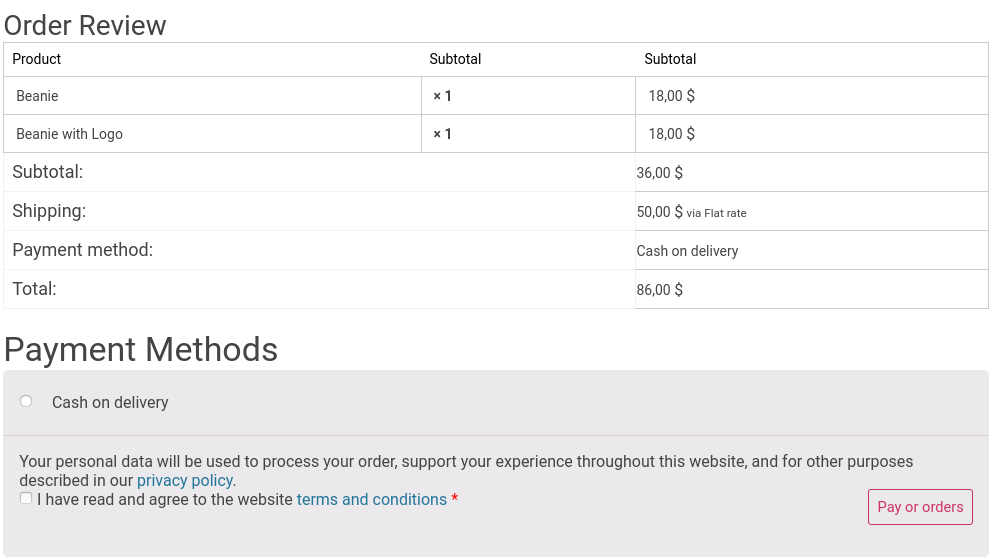 Order Review
Product Subtotal Subtotal
Beanie × 1 18,00 $
Beanie with Logo × 1 18,00 $
Subtotal: 36,00 $
Shipping: 50,00 $ via Flat rate
Payment method: Cash on delivery
Total: 86,00 $
Payment Methods
Cash on delivery
Your personal data will be used to process your order, support your experience throughout this website, and for other purposes
described in our privacy policy.
I have read and agree to the website terms and conditions *
Pay or orders